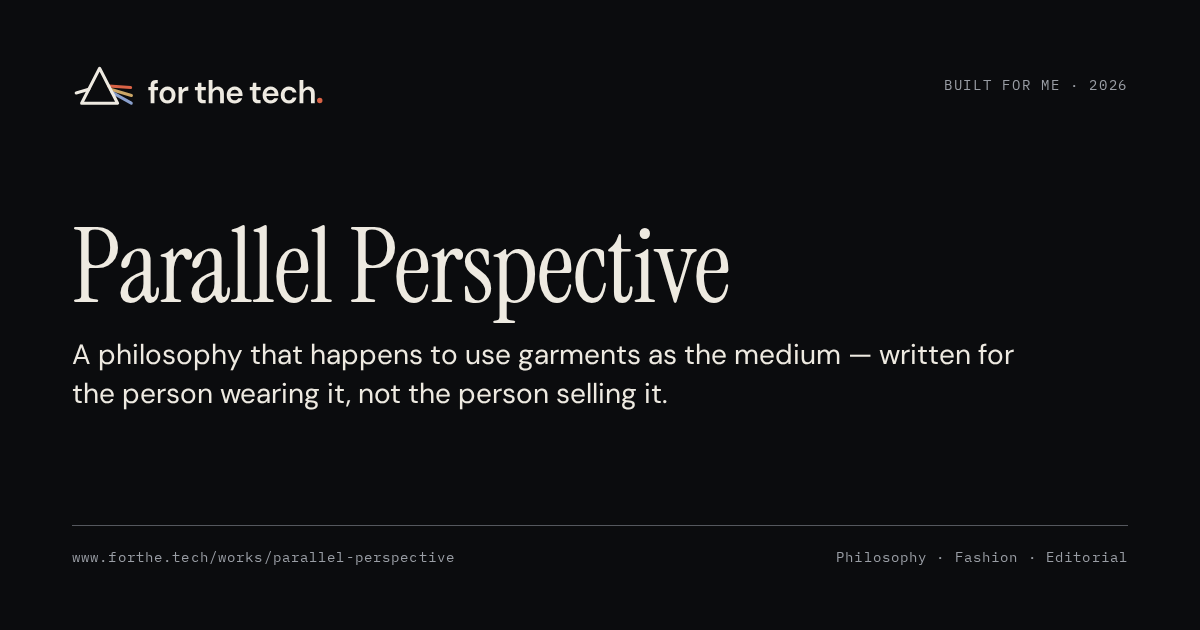 for the tech.
BUILT FOR ME · 2026
Parallel Perspective
A philosophy that happens to use garments as the medium — written for
the person wearing it, not the person selling it.
www.forthe.tech/works/parallel-perspective
Philosophy · Fashion · Editorial